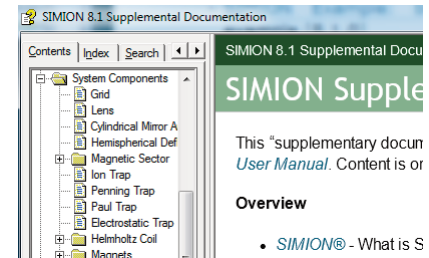 SIMION 8.1 Supplemental Documentation
Contents Index Search
System Components
Grid
Lens
Cylindrical Mirror A
Hemispherical Def
Magnetic Sector
Ion Trap
Penning Trap
Paul Trap
Electrostatic Trap
Helmholtz Coil
Magnets
SIMION 8.1 Supplemental Docu
SIMION Supple
This "supplementary docum
User Manual. Content is or
Overview
• SIMION® - What is S